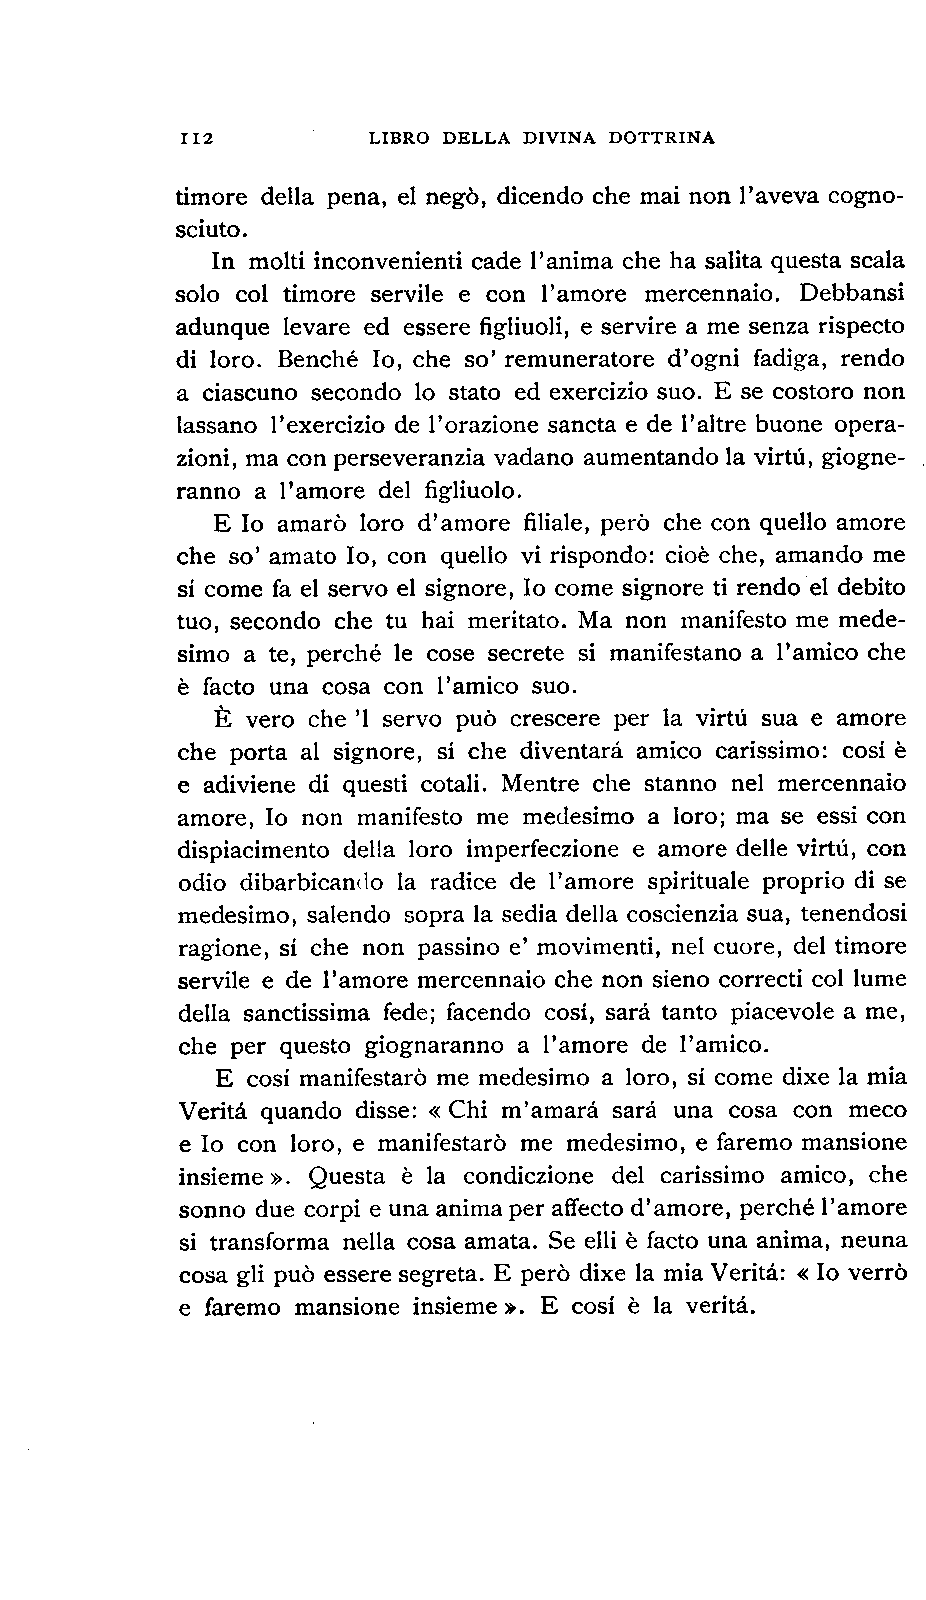 112 LIBRO DELLA DIVINA DOTTRINA
timore della pena, el negò, dicendo che mai non l'aveva cogno-
sciuto.
In molti inconvenienti cade l'anima che ha salita questa scala
solo col timore servile e con l'amore mercennaio. Debbansi
adunque levare ed essere figliuoli, e servire a me senza rispecto
di loro. Benché Io, che so' remuneratore d'ogni fadiga, rendo
a ciascuno secondo lo stato ed exercizio suo. E se costoro non
lassano l'exercizio de l'orazione sancta e de l'altre buone opera-
zioni, ma con perseveranzia vadano aumentando la virtú, giogne-
ranno a l'amore del figliuolo.
E Io amarò loro d'amore filiale, però che con quello amore
che so' amato Io, con quello vi rispondo: cioè che, amando me
sí come fa el servo el signore, Io come signore ti rendo el debito
tuo, secondo che tu hai meritato. Ma non manifesto me mede-
simo a te, perché le cose secrete si manifestano a l'amico che
è facto una cosa con l'amico suo.
È vero che 'l servo può crescere per la virtú sua e amore
che porta al signore, sí che diventará amico carissimo: cosí è
e adiviene di questi cotali. Mentre che stanno nel mercennaio
amore, Io non manifesto me medesimo a loro; ma se essi con
dispiacimento della loro imperfeczione e amore delle virtú, con
odio dibarbicando la radice de l'amore spirituale proprio di se
medesimo, salendo sopra la sedia della coscienzia sua, tenendosi
ragione, sí che non passino e' movimenti, nel cuore, del timore
servile e de l'amore mercennaio che non sieno correcti col lume
della sanctissima fede; facendo cosí, sará tanto piacevole a me,
che per questo giognaranno a l'amore de l'amico.
E cosí manifestarò me medesimo a loro, sí come dixe la mia
Veritá quando disse: « Chi m'amará sará una cosa con meco
e Io con loro, e manifestarò me medesimo, e faremo mansione
insieme ». Questa è la condiczione del carissimo amico, che
sonno due corpi e una anima per affecto d'amore, perché l'amore
si transforma nella cosa amata. Se elli è facto una anima, neuna
cosa gli può essere segreta. E però dixe la mia Veritá: « Io verrò
e faremo mansione insieme ». E cosí è la veritá.